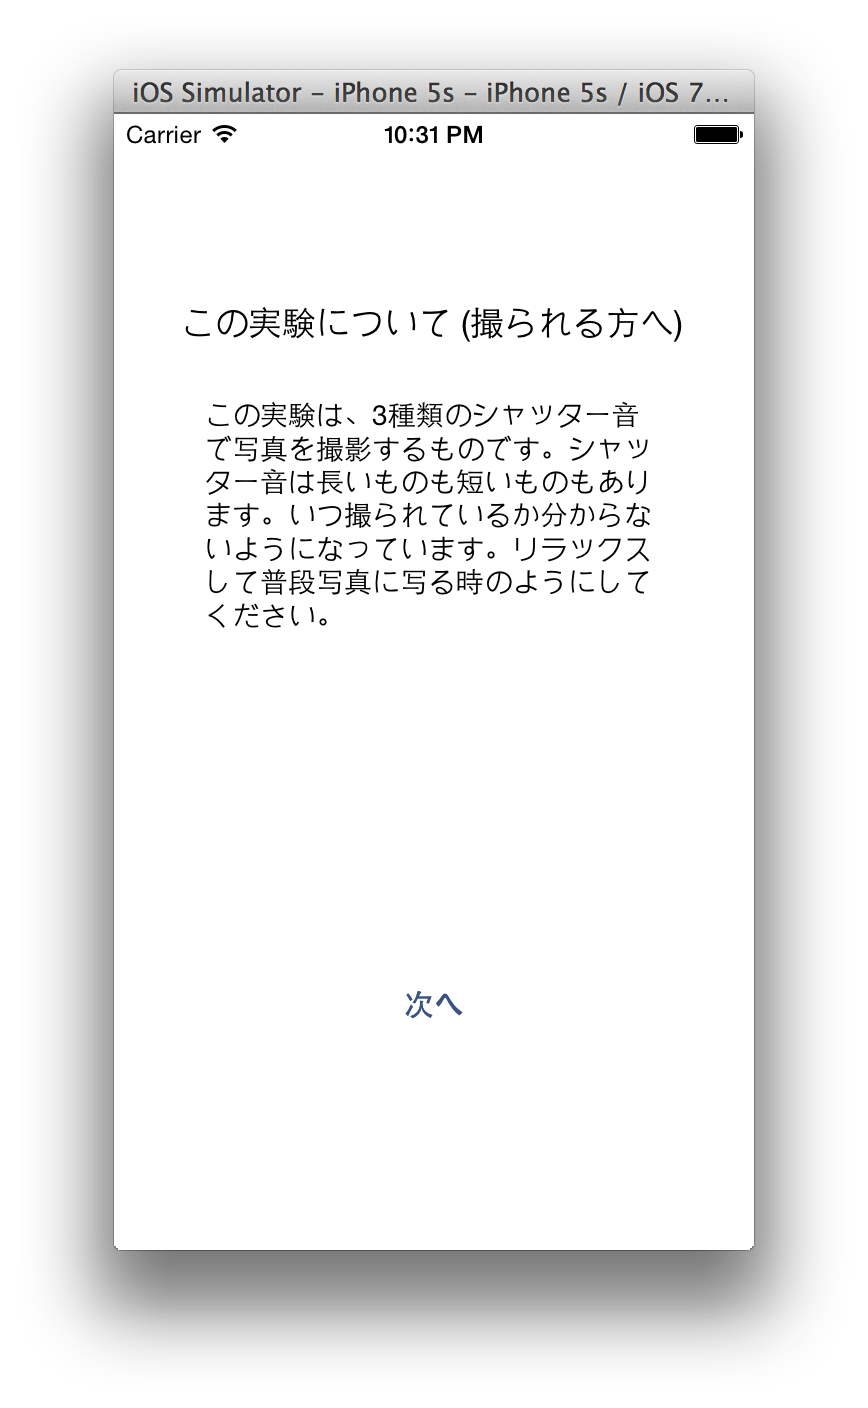 iOS Simulator – iPhone 5s – iPhone 5s / iOS 7...
Carrier 10:31 PM
この実験について (撮られる方へ)
この実験は、3種類のシャッター音
で写真を撮影するものです。シャッ
ター音は長いものも短いものもあり
ます。いつ撮られているか分からな
いようになっています。リラックス
して普段写真に写る時のようにして
ください。
次へ